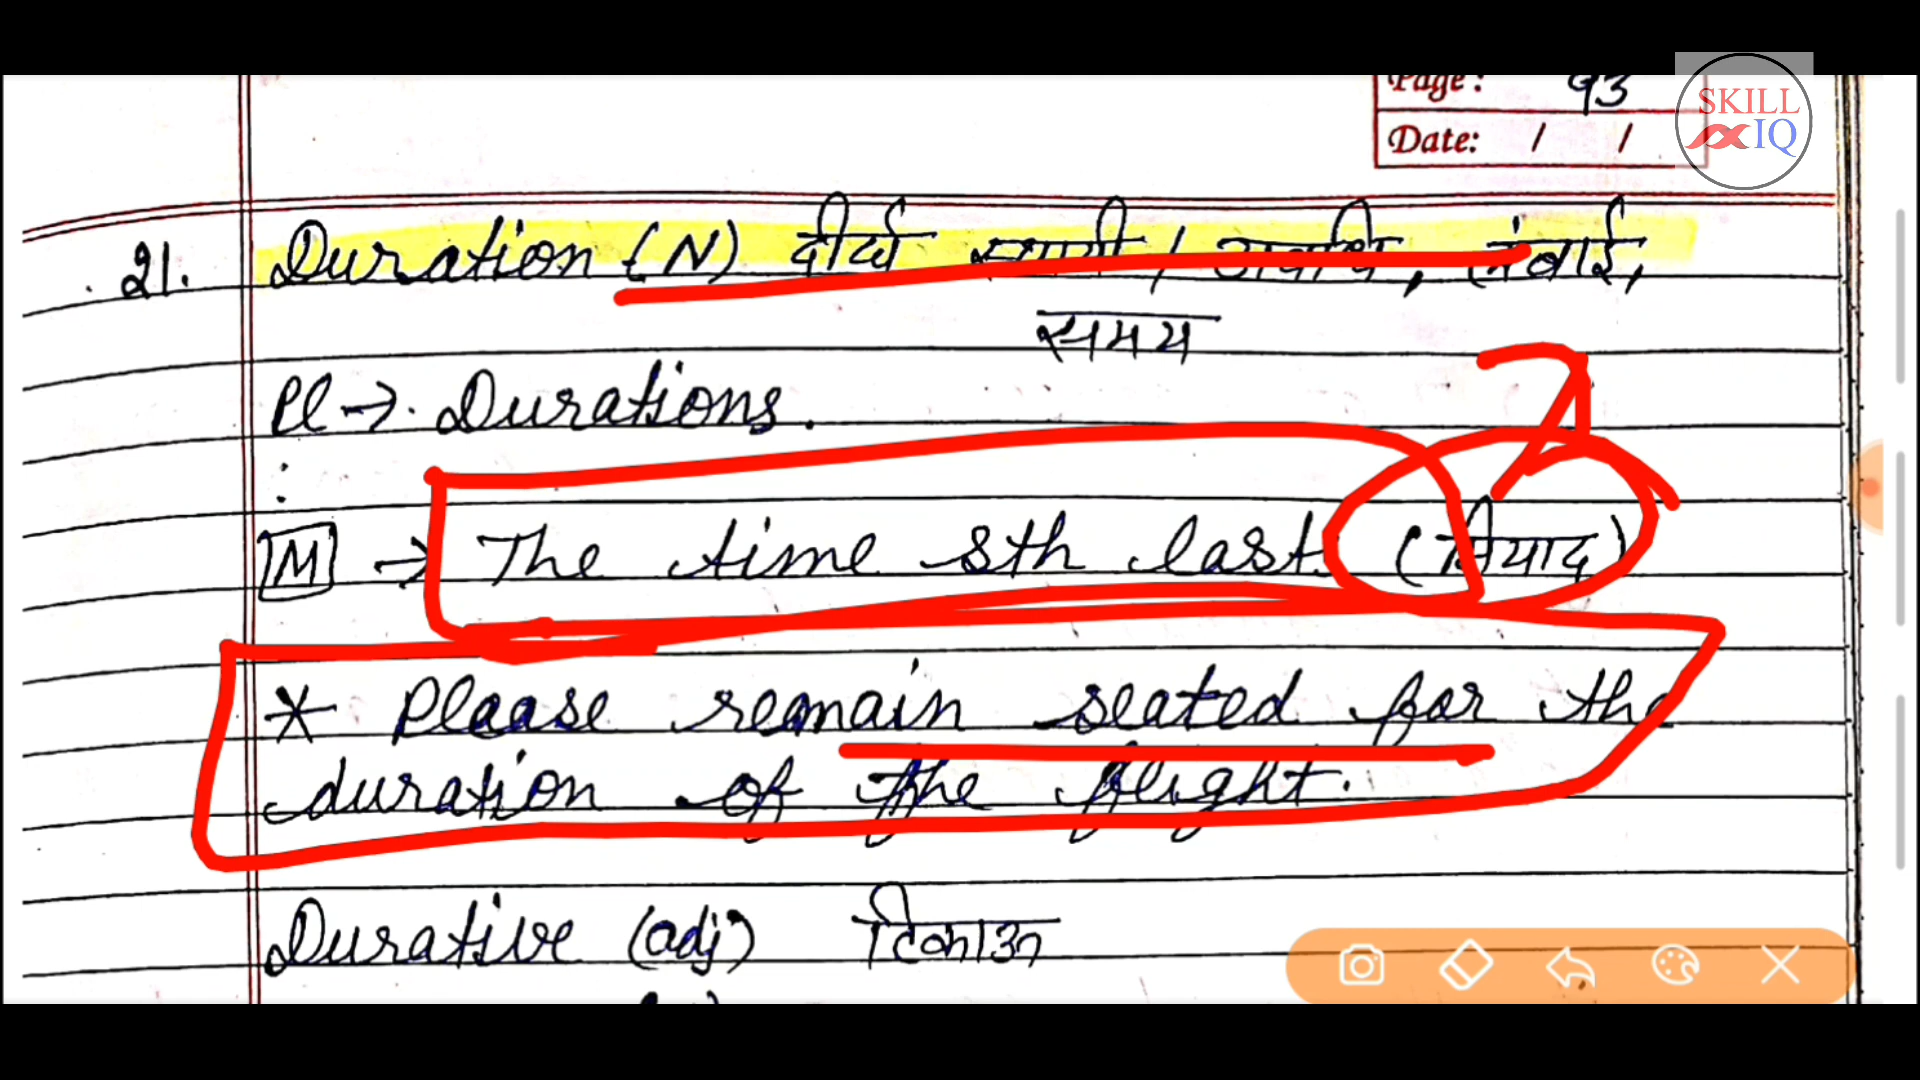 Page: 93
SKILL
IQ
Date: / /
21. Duration (N) दीर्घ स्थायी / अवधि, लंबाई,
समय
Pl → Durations.
M → The time sth last (मियाद)
* Please remain seated for the
duration of the flight.
Durative (adj) टिकाऊ